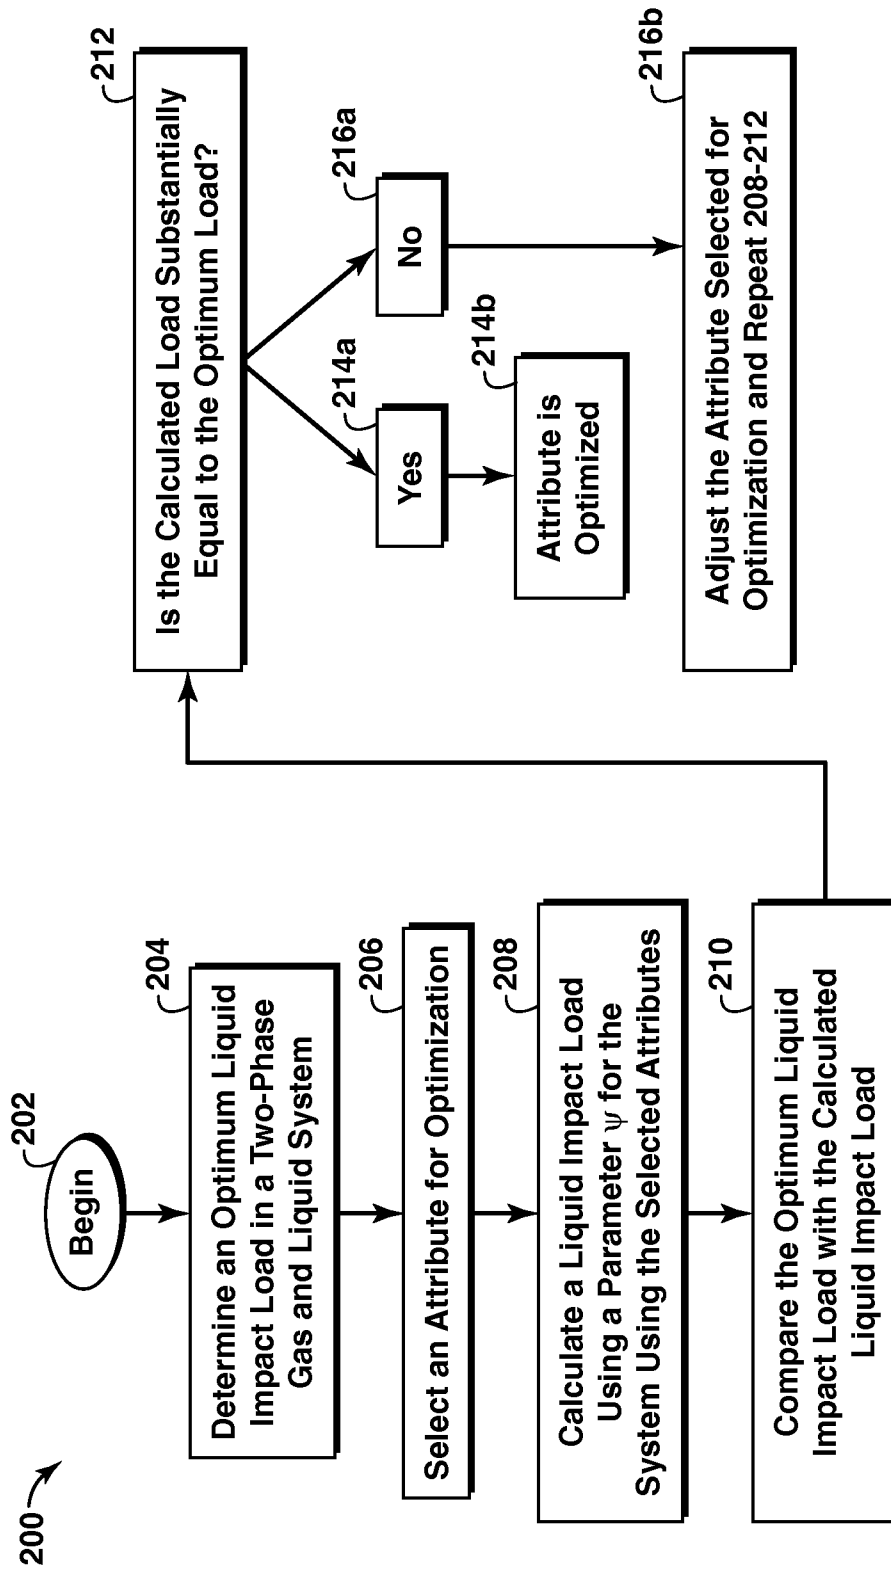 200
202
Begin
204
Determine an Optimum Liquid
Impact Load in a Two-Phase
Gas and Liquid System
206
Select an Attribute for Optimization
208
Calculate a Liquid Impact Load
Using a Parameter ψ for the
System Using the Selected Attributes
210
Compare the Optimum Liquid
Impact Load with the Calculated
Liquid Impact Load
212
Is the Calculated Load Substantially
Equal to the Optimum Load?
214a
Yes
214b
Attribute is
Optimized
216a
No
216b
Adjust the Attribute Selected for
Optimization and Repeat 208-212